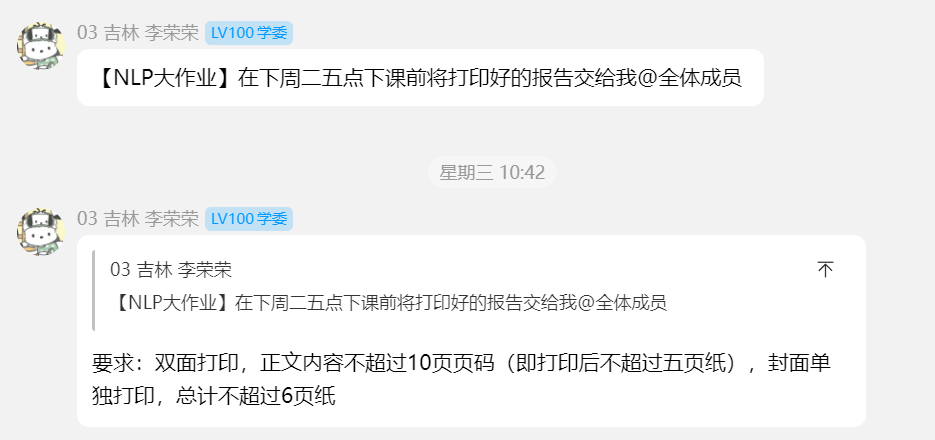 03 吉林 李荣荣 LV100 学委
【NLP大作业】在下周二五点下课前将打印好的报告交给我@全体成员
星期三 10:42
03 吉林 李荣荣 LV100 学委
03 吉林 李荣荣
【NLP大作业】在下周二五点下课前将打印好的报告交给我@全体成员
要求：双面打印，正文内容不超过10页页码（即打印后不超过五页纸），封面单
独打印，总计不超过6页纸